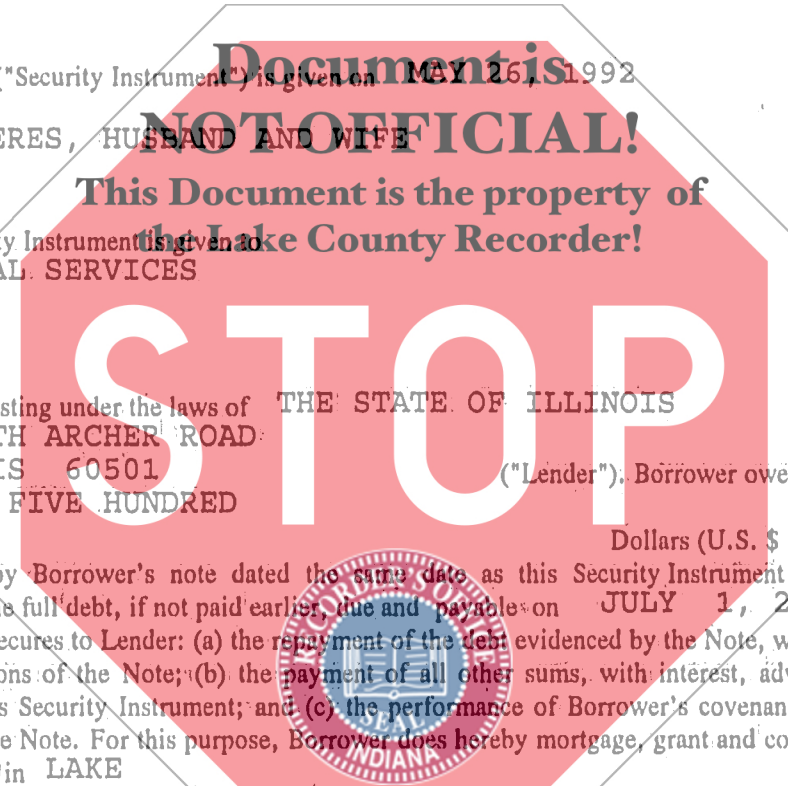 Document is
("Security Instrument") is given on MAY 26, 1992
NOT OFFICIAL!
ERES, HUSBAND AND WIFE
This Document is the property of
the Lake County Recorder!
y Instrument is given to
AL SERVICES
STOP
sting under the laws of THE STATE OF ILLINOIS
TH ARCHER ROAD
IS 60501
("Lender"). Borrower owe
FIVE HUNDRED
Dollars (U.S. $
by Borrower's note dated the same date as this Security Instrument
e full debt, if not paid earlier, due and payable on JULY 1, 2
ecures to Lender: (a) the repayment of the debt evidenced by the Note, w
ons of the Note; (b) the payment of all other sums, with interest, adv
s Security Instrument; and (c) the performance of Borrower's covenan
e Note. For this purpose, Borrower does hereby mortgage, grant and co
in LAKE
SEAL
INDIANA